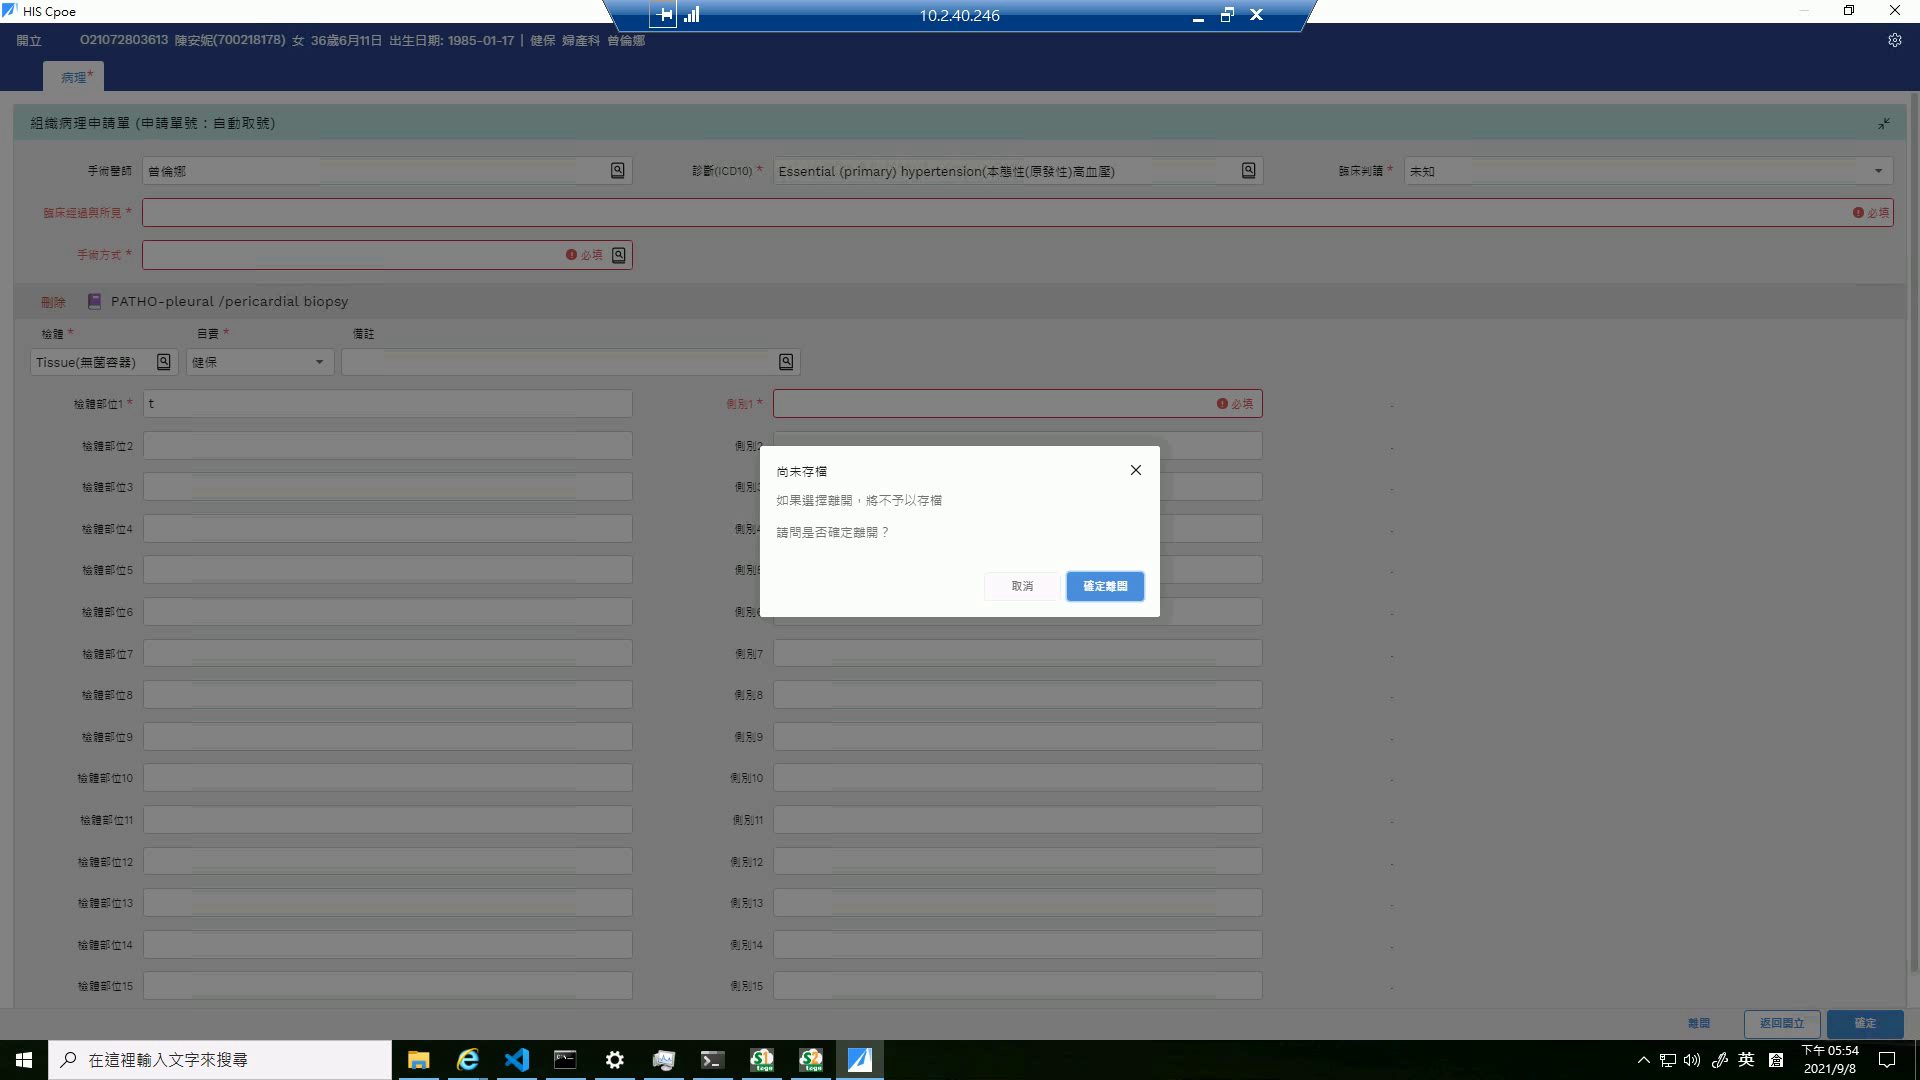 HIS Cpoe
10.2.40.246
開立 O21072803613 陳安妮(700218178) 女 36歲6月11日 出生日期: 1985-01-17 | 健保 婦產科 曾倫娜
病理*
組織病理申請單 (申請單號：自動取號)
手術醫師 曾倫娜 診斷(ICD10) * Essential (primary) hypertension(本態性(原發性)高血壓) 臨床判讀 * 未知
臨床經過與所見 * 必填
手術方式 * 必填
刪除 PATHO-pleural /pericardial biopsy
檢體 * 自費 * 備註
Tissue(無菌容器) 健保
檢體部位1 * t 側別1 * 必填 -
檢體部位2 側別2 -
檢體部位3 側別3 -
檢體部位4 側別4 -
檢體部位5 側別5 -
檢體部位6 側別6 -
尚未存檔
如果選擇離開，將不予以存檔
請問是否確定離開？
取消 確定離開
檢體部位7 側別7 -
檢體部位8 側別8 -
檢體部位9 側別9 -
檢體部位10 側別10 -
檢體部位11 側別11 -
檢體部位12 側別12 -
檢體部位13 側別13 -
檢體部位14 側別14 -
檢體部位15 側別15 -
離開 返回開立 確定
在這裡輸入文字來搜尋
S1
S2
英
下午 05:54
2021/9/8